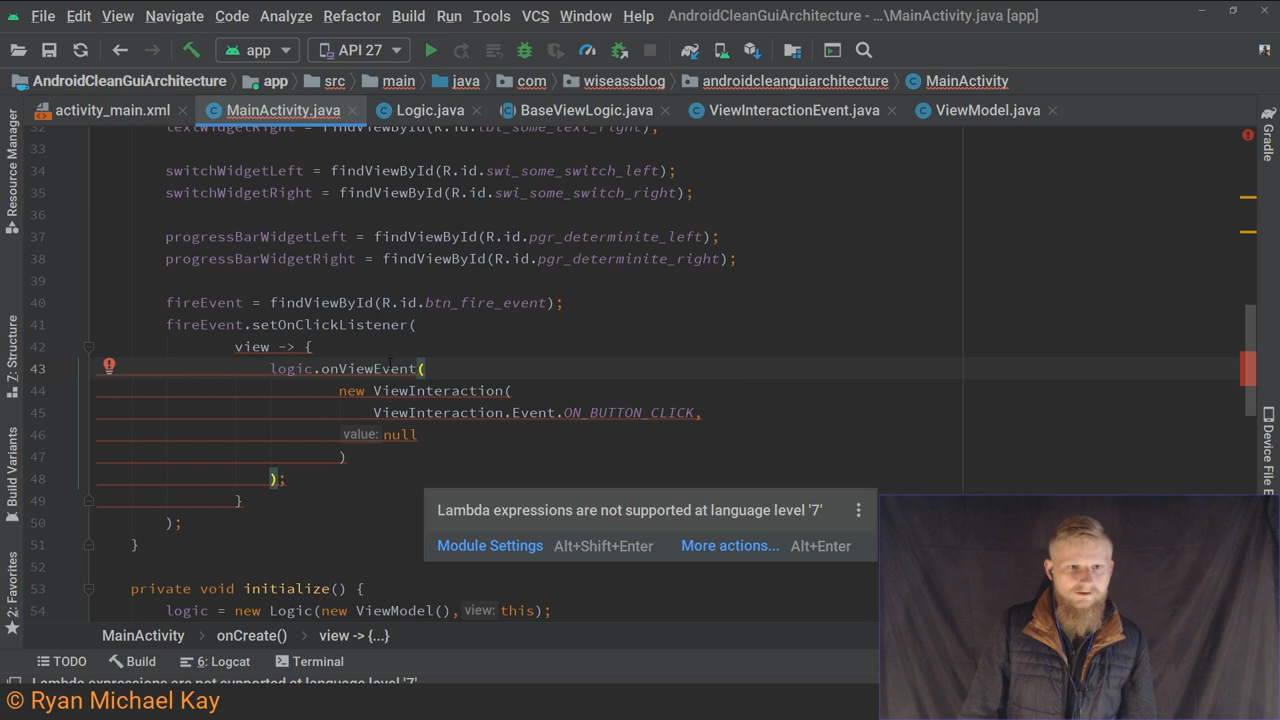 File Edit View Navigate Code Analyze Refactor Build Run Tools VCS Window Help AndroidCleanGuiArchitecture - ...\MainActivity.java [app]
app API 27
AndroidCleanGuiArchitecture app src main java com wiseassblog androidcleanguiarchitecture MainActivity
activity_main.xml MainActivity.java Logic.java BaseViewLogic.java ViewInteractionEvent.java ViewModel.java
32 textWidgetRight = findViewById(R.id.lbl_some_text_right);
33
34 switchWidgetLeft = findViewById(R.id.swi_some_switch_left);
35 switchWidgetRight = findViewById(R.id.swi_some_switch_right);
36
37 progressBarWidgetLeft = findViewById(R.id.pgr_determinite_left);
38 progressBarWidgetRight = findViewById(R.id.pgr_determinite_right);
39
40 fireEvent = findViewById(R.id.btn_fire_event);
41 fireEvent.setOnClickListener(
42 view -> {
43 logic.onViewEvent(
44 new ViewInteraction(
45 ViewInteraction.Event.ON_BUTTON_CLICK,
46 value: null
47 )
48 );
49 }
50 );
51 }
52
53 private void initialize() {
54 logic = new Logic(new ViewModel(), view: this);
Lambda expressions are not supported at language level '7'
Module Settings Alt+Shift+Enter More actions... Alt+Enter
MainActivity onCreate() view -> {...}
TODO Build 6: Logcat Terminal
Lambda expressions are not supported at language level '7'
Resource Manager
7: Structure
Build Variants
2: Favorites
Gradle
Device File E
© Ryan Michael Kay